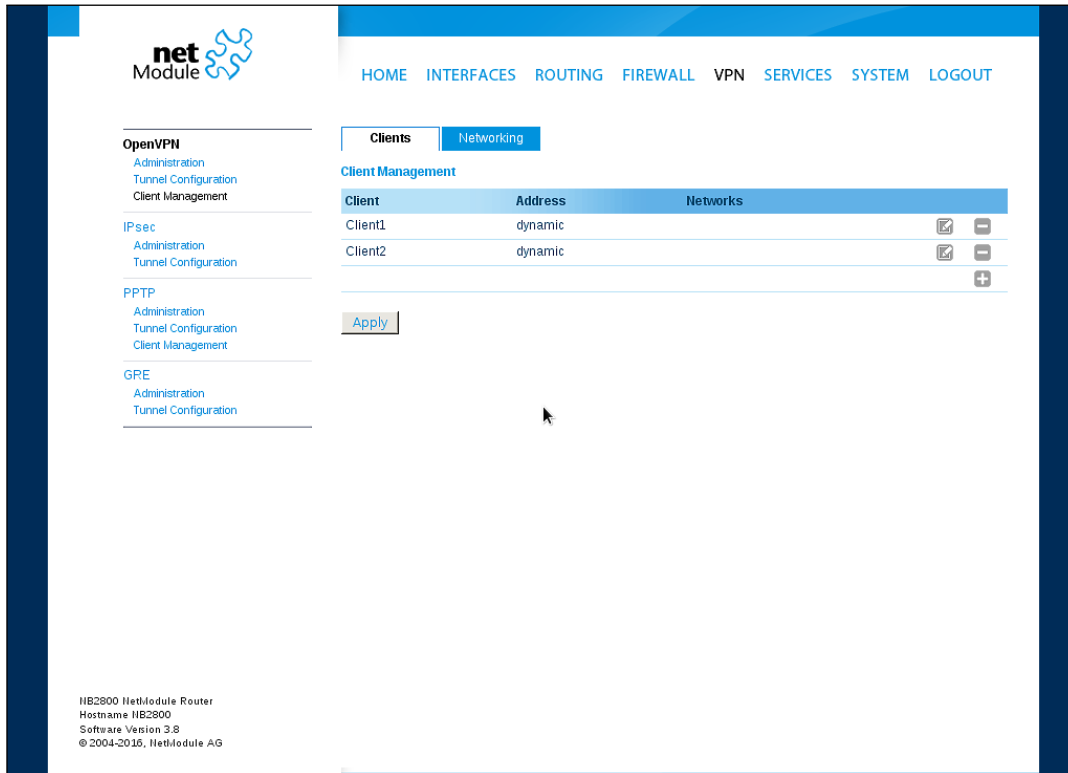 net
Module
HOME INTERFACES ROUTING FIREWALL VPN SERVICES SYSTEM LOGOUT
OpenVPN
Administration
Tunnel Configuration
Client Management
IPsec
Administration
Tunnel Configuration
PPTP
Administration
Tunnel Configuration
Client Management
GRE
Administration
Tunnel Configuration
Clients Networking
Client Management
Client Address Networks
Client1 dynamic
Client2 dynamic
Apply
NB2800 NetModule Router
Hostname NB2800
Software Version 3.8
© 2004-2016, NetModule AG